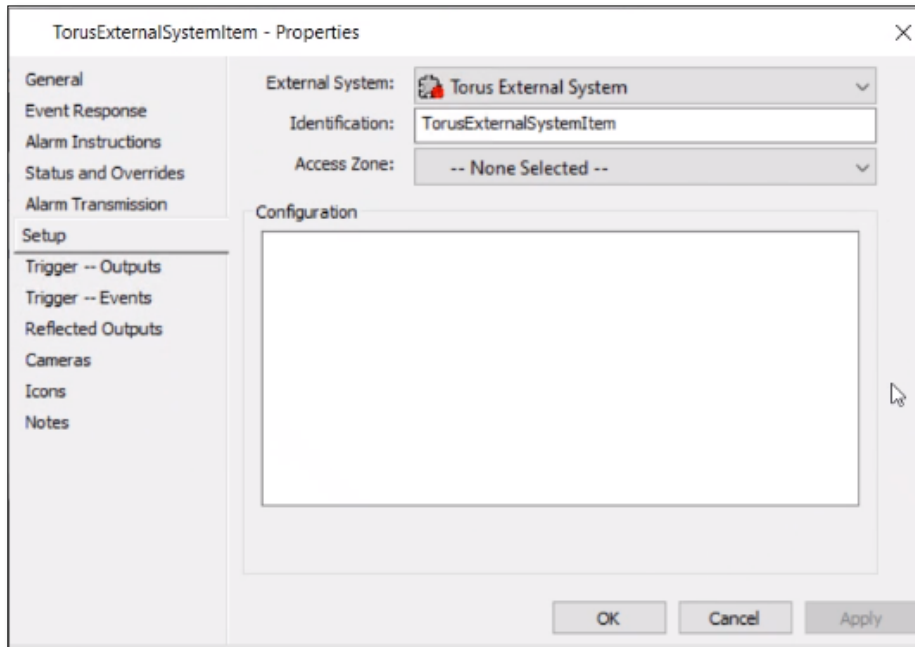 TorusExternalSystemItem - Properties
General
Event Response
Alarm Instructions
Status and Overrides
Alarm Transmission
Setup
Trigger -- Outputs
Trigger -- Events
Reflected Outputs
Cameras
Icons
Notes
External System: Torus External System
Identification: TorusExternalSystemItem
Access Zone: -- None Selected --
Configuration
OK Cancel Apply